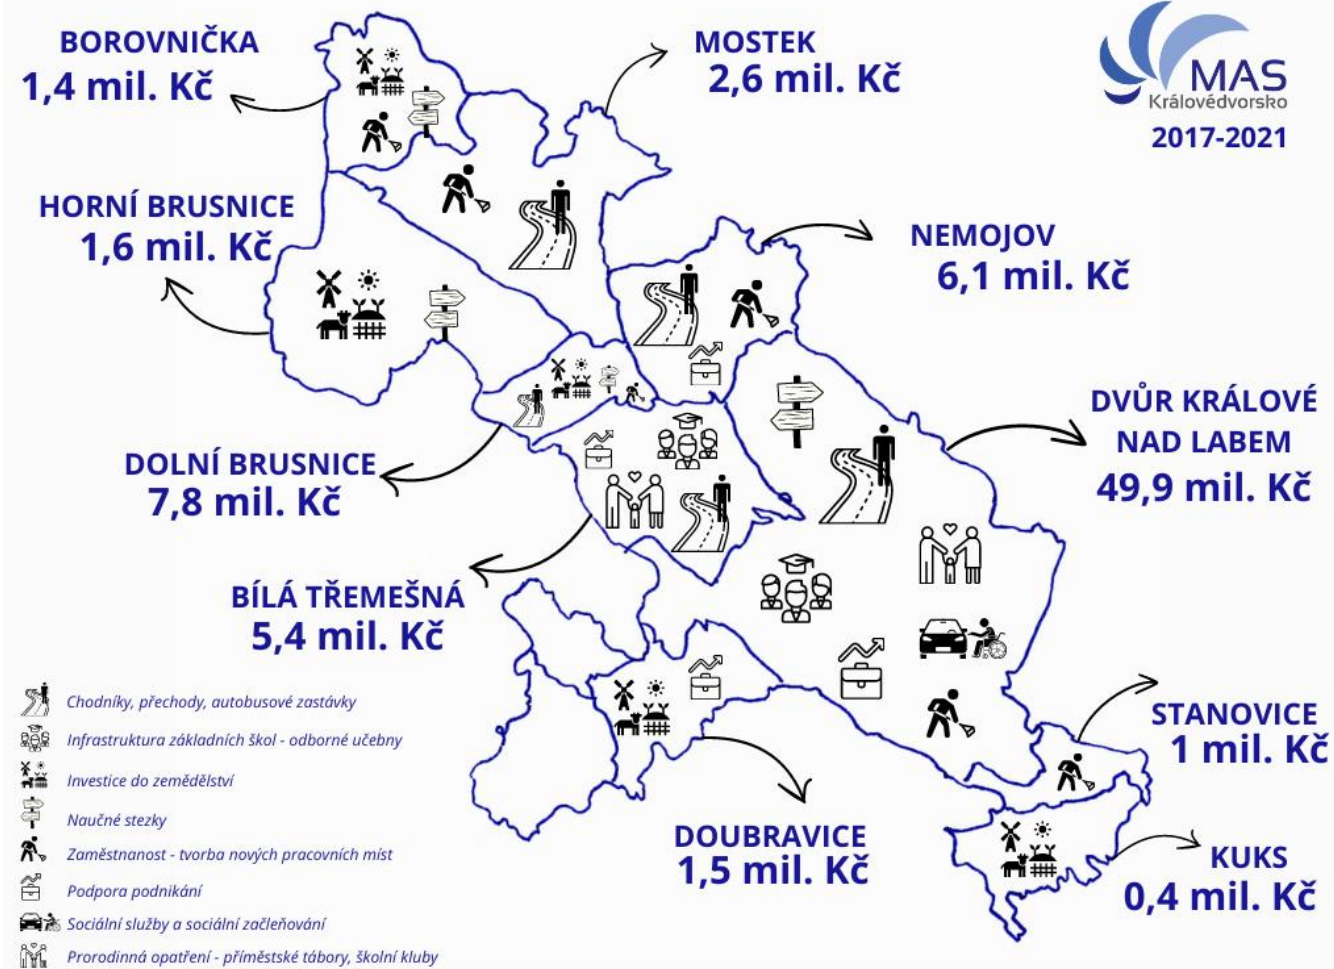 BOROVNIČKA
1,4 mil. Kč
MOSTEK
2,6 mil. Kč
MAS
Královédvorsko
2017-2021
HORNÍ BRUSNICE
1,6 mil. Kč
NEMOJOV
6,1 mil. Kč
DVŮR KRÁLOVÉ
NAD LABEM
49,9 mil. Kč
DOLNÍ BRUSNICE
7,8 mil. Kč
BÍLÁ TŘEMEŠNÁ
5,4 mil. Kč
STANOVICE
1 mil. Kč
DOUBRAVICE
1,5 mil. Kč
KUKS
0,4 mil. Kč
Chodníky, přechody, autobusové zastávky
Infrastruktura základních škol - odborné učebny
Investice do zemědělství
Naučné stezky
Zaměstnanost - tvorba nových pracovních míst
Podpora podnikání
Sociální služby a sociální začleňování
Prorodinná opatření - příměstské tábory, školní kluby